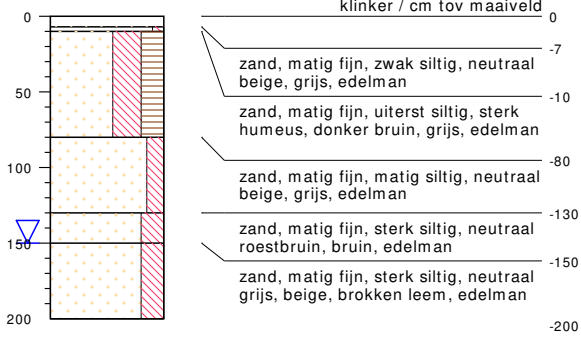 klinker / cm tov maaiveld
0
0
-7
zand, matig fijn, zwak siltig, neutraal
beige, grijs, edelman
50
-10
zand, matig fijn, uiterst siltig, sterk
humeus, donker bruin, grijs, edelman
100
-80
zand, matig fijn, matig siltig, neutraal
beige, grijs, edelman
-130
zand, matig fijn, sterk siltig, neutraal
roestbruin, bruin, edelman
150
-150
zand, matig fijn, sterk siltig, neutraal
grijs, beige, brokken leem, edelman
200
-200